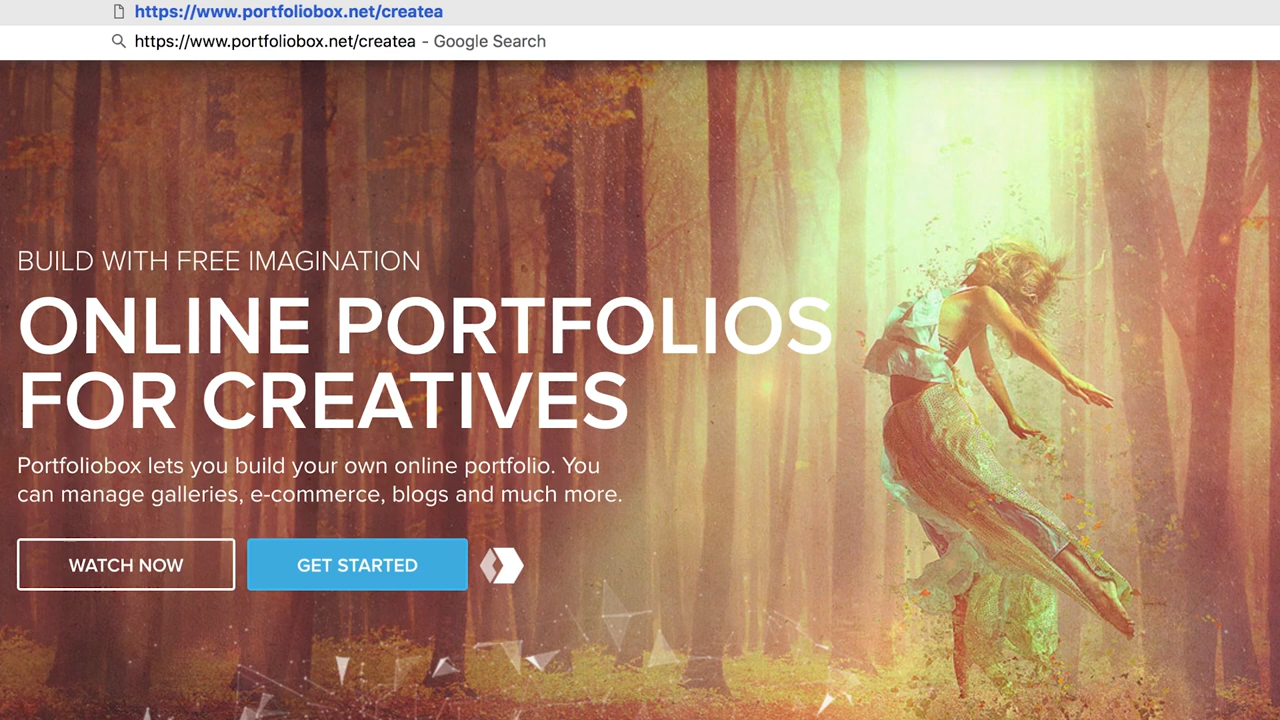 https://www.portfoliobox.net/createa
https://www.portfoliobox.net/createa - Google Search
BUILD WITH FREE IMAGINATION
ONLINE PORTFOLIOS
FOR CREATIVES
Portfoliobox lets you build your own online portfolio. You
can manage galleries, e-commerce, blogs and much more.
WATCH NOW
GET STARTED